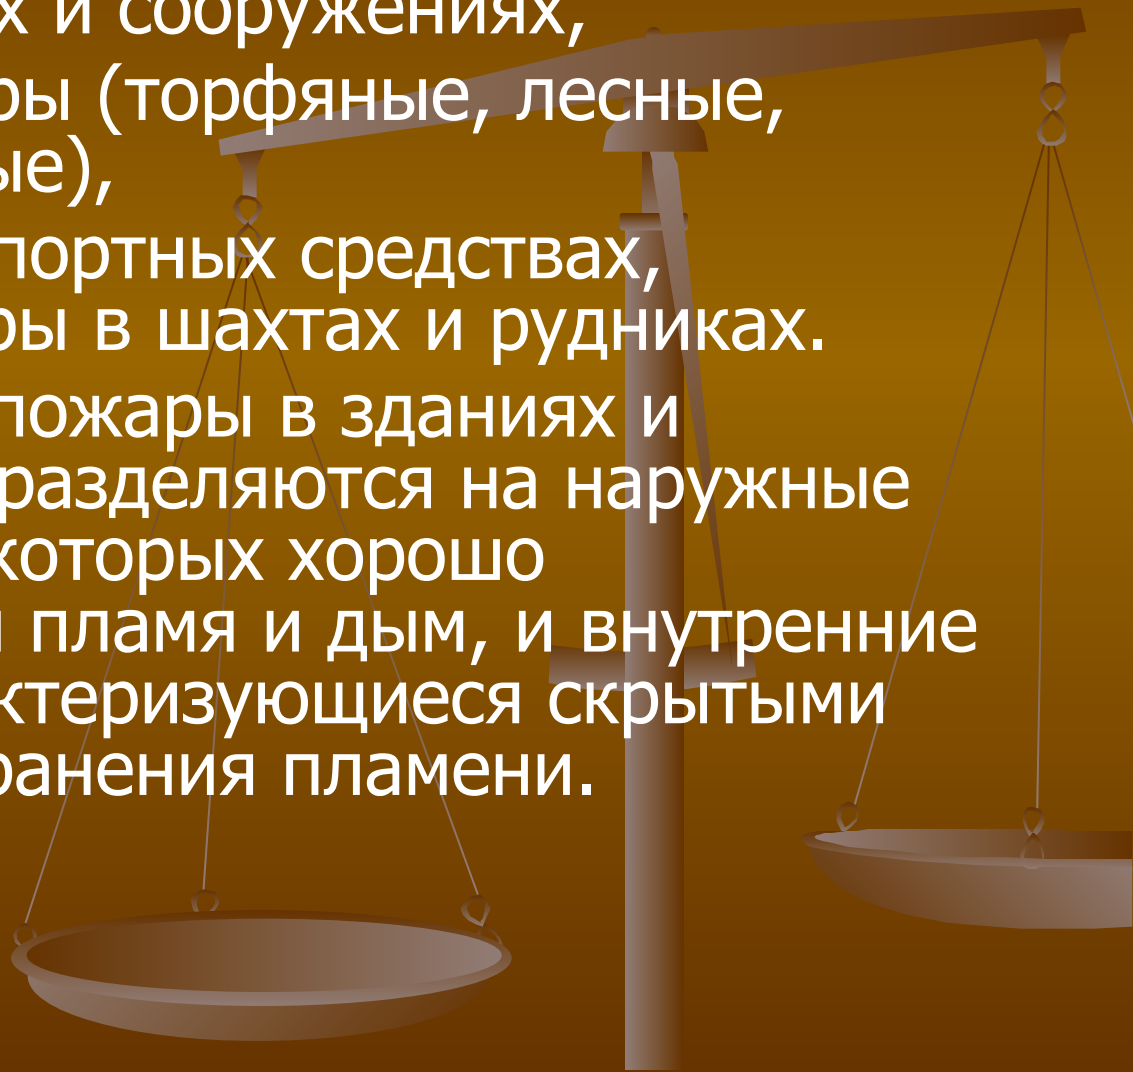 х и сооружениях,
ры (торфяные, лесные,
ые),
портных средствах,
ры в шахтах и рудниках.
пожары в зданиях и
разделяются на наружные
которых хорошо
пламя и дым, и внутренние
ктеризующиеся скрытыми
ранения пламени.